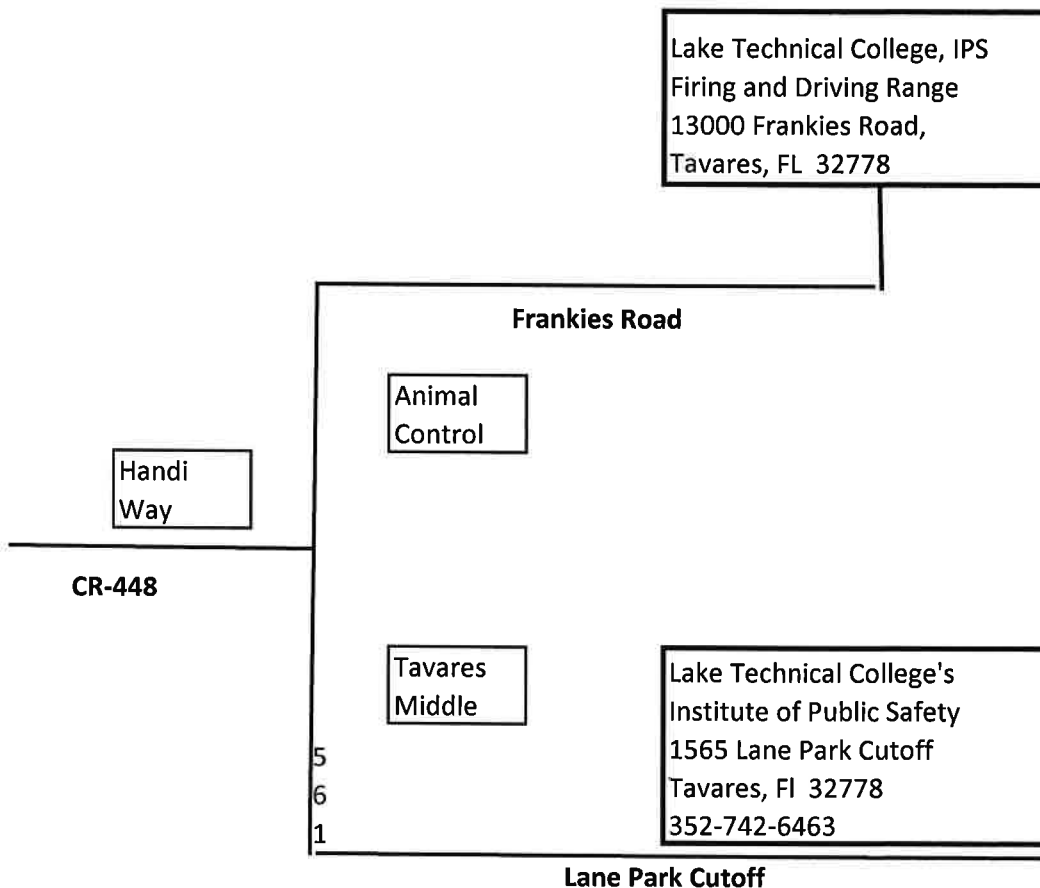 Lake Technical College, IPS
Firing and Driving Range
13000 Frankies Road,
Tavares, FL  32778
Frankies Road
Animal
Control
Handi
Way
CR-448
Tavares
Middle
Lake Technical College's
Institute of Public Safety
1565 Lane Park Cutoff
Tavares, Fl  32778
352-742-6463
5
6
1
Lane Park Cutoff